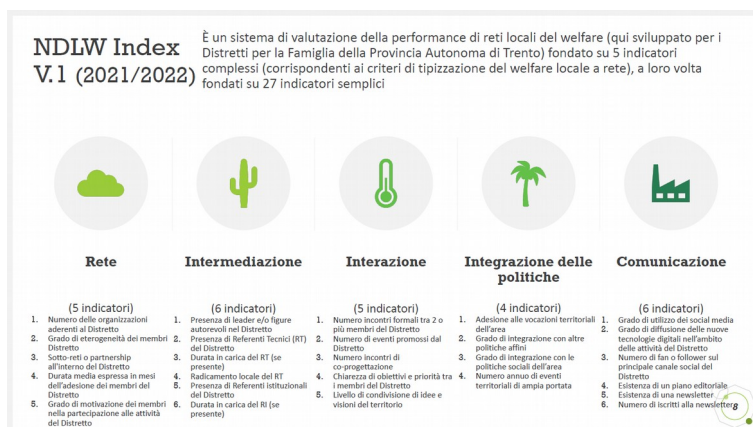 NDLW Index
V.1 (2021/2022)
È un sistema di valutazione della performance di reti locali del welfare (qui sviluppato per i
Distretti per la Famiglia della Provincia Autonoma di Trento) fondato su 5 indicatori
complessi (corrispondenti ai criteri di tipizzazione del welfare locale a rete), a loro volta
fondati su 27 indicatori semplici
Rete
(5 indicatori)
1. Numero delle organizzazioni
aderenti al Distretto
2. Grado di eterogeneità dei membri
Distretto
3. Sotto-reti o partnership
all'interno del Distretto
4. Durata media espressa in mesi
dell'adesione dei membri del
Distretto
5. Grado di motivazione dei membri
nella partecipazione alle attività
del Distretto
Intermediazione
(6 indicatori)
1. Presenza di leader e/o figure
autorevoli nel Distretto
2. Presenza di Referenti Tecnici (RT)
del Distretto
3. Durata in carica del RT (se
presente)
4. Radicamento locale del RT
5. Presenza di Referenti istituzionali
del Distretto
6. Durata in carica del RI (se
presente)
Interazione
(5 indicatori)
1. Numero incontri formali tra 2 o
più membri del Distretto
2. Numero di eventi promossi dal
Distretto
3. Numero incontri di
co-progettazione
4. Chiarezza di obiettivi e priorità tra
i membri del Distretto
5. Livello di condivisione di idee e
visioni del territorio
Integrazione delle
politiche
(4 indicatori)
1. Adesione alle vocazioni territoriali
dell'area
2. Grado di integrazione con altre
politiche affini
3. Grado di integrazione con le
politiche sociali dell'area
4. Numero annuo di eventi
territoriali di ampia portata
Comunicazione
(6 indicatori)
1. Grado di utilizzo dei social media
2. Grado di diffusione delle nuove
tecnologie digitali nell'ambito
delle attività del Distretto
3. Numero di fan o follower sul
principale canale social del
Distretto
4. Esistenza di un piano editoriale
5. Esistenza di una newsletter
6. Numero di iscritti alla newsletter
8